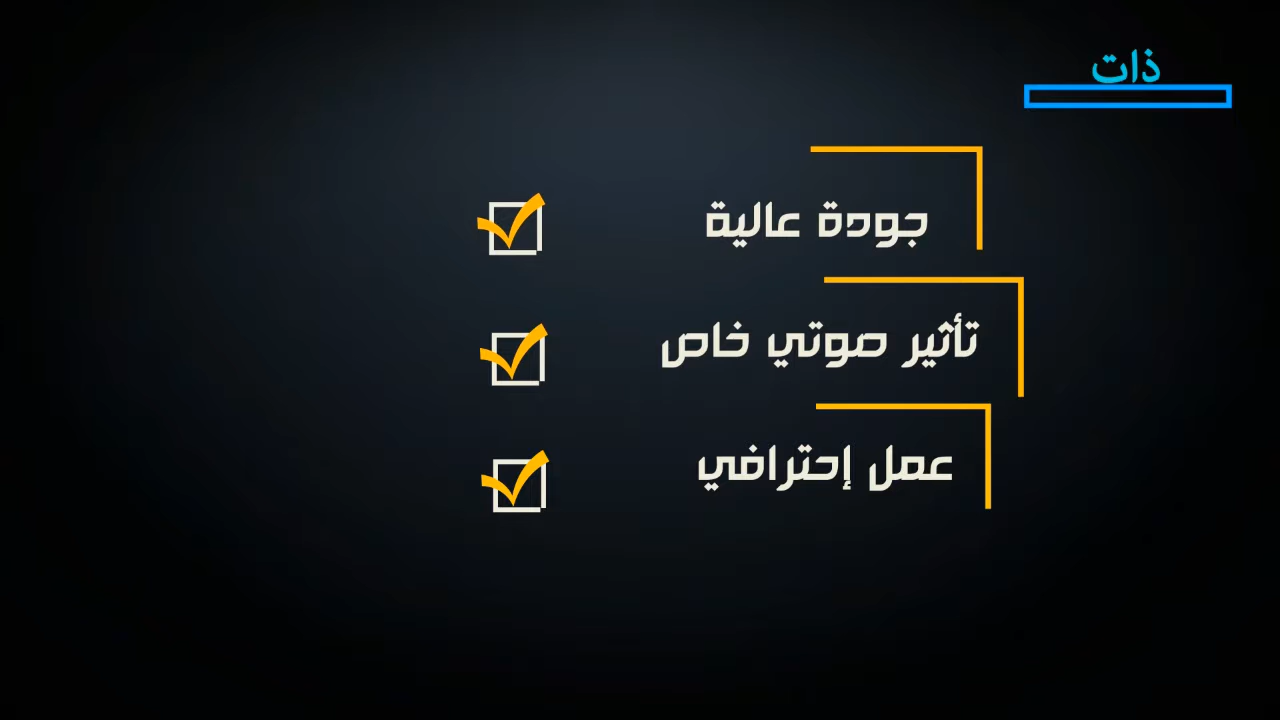 ذات
جودة عالية
تأثير صوتي خاص
عمل إحترافي